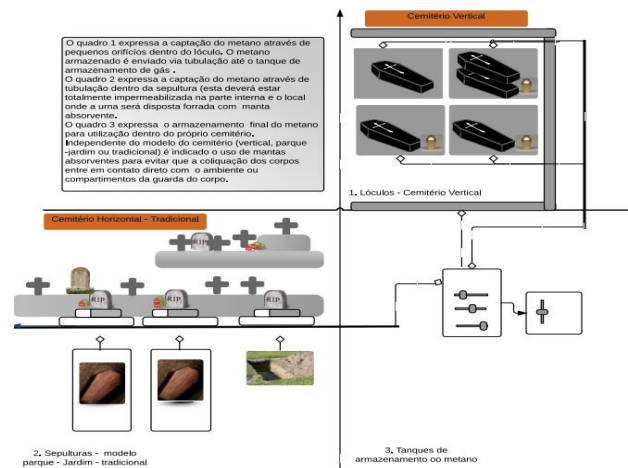 Cemitério Vertical
O quadro 1 expressa a captação do metano através de
pequenos orifícios dentro do lóculo. O metano
armazenado é enviado via tubulação até o tanque de
armazenamento de gás .
O quadro 2 expressa a captação do metano através de
tubulação dentro da sepultura (esta deverá estar
totalmente impermeabilizada na parte interna e o local
onde a urna será disposta forrada com manta
absorvente.
O quadro 3 expressa o armazenamento final do metano
para utilização dentro do próprio cemitério.
Independente do modelo do cemitério (vertical, parque
-jardim ou tradicional) é indicado o uso de mantas
absorventes para evitar que a coliquação dos corpos
entre em contato direto com o ambiente ou
compartimentos da guarda do corpo.
1. Lóculos - Cemitério Vertical
Cemitério Horizontal - Tradicional
RIP
RIP
RIP
RIP
RIP
2. Sepulturas - modelo
parque - Jardim - tradicional
3. Tanques de
armazenamento oo metano